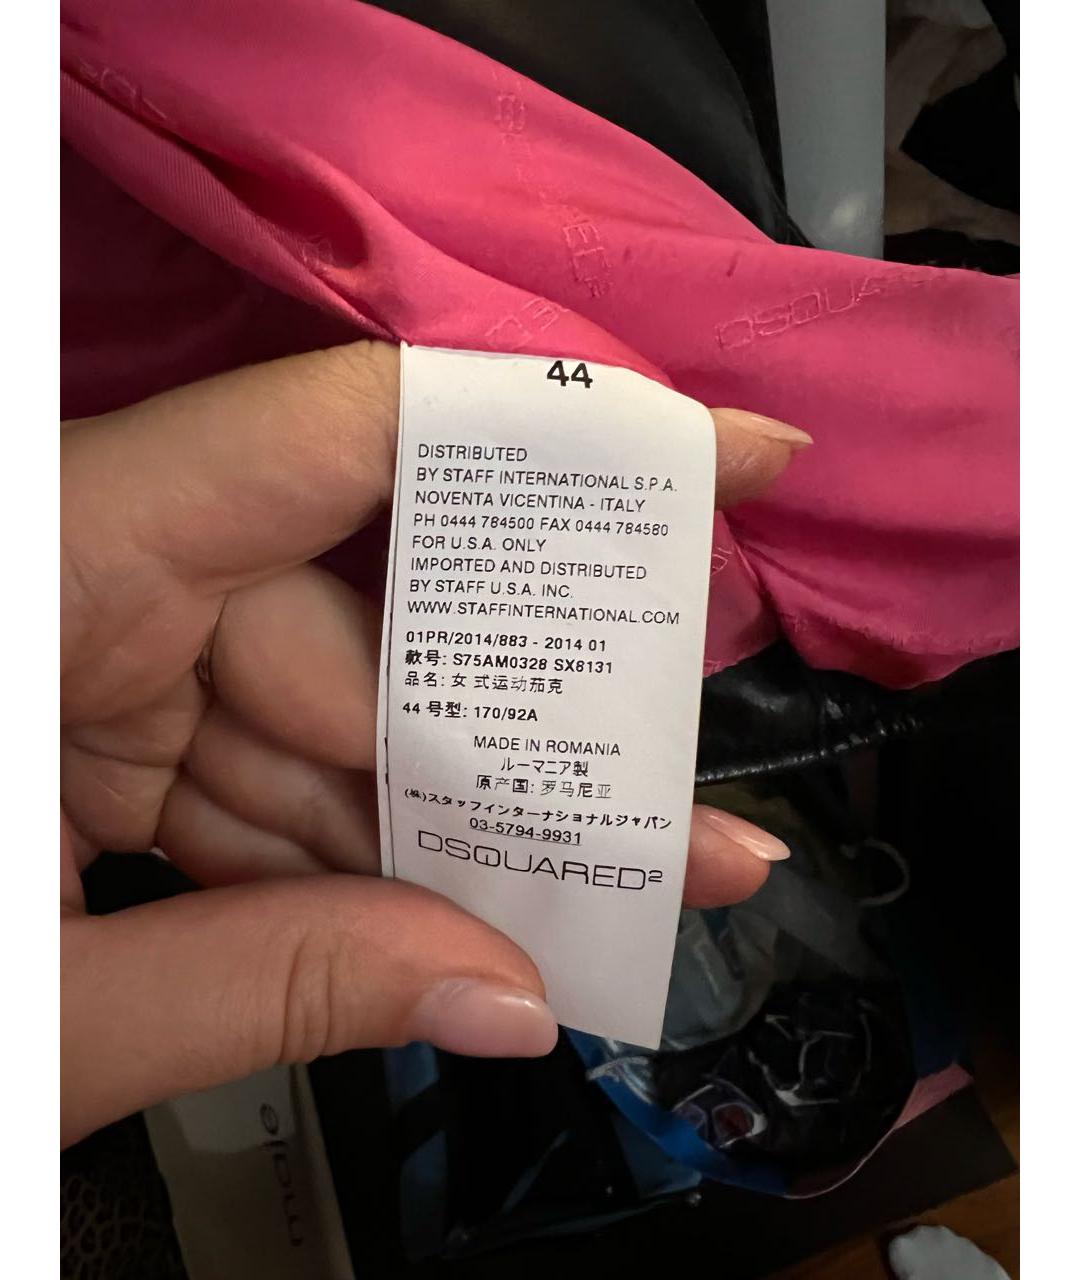 DSQUA
44
DISTRIBUTED
BY STAFF INTERNATIONAL S.P.A.
NOVENTA VICENTINA - ITALY
PH 0444 784500 FAX 0444 784580
FOR U.S.A. ONLY
IMPORTED AND DISTRIBUTED
BY STAFF U.S.A. INC.
WWW.STAFFINTERNATIONAL.COM
01PR/2014/883 - 2014 01
款号: S75AM0328 SX8131
品名: 女 式运动茄克
44 号型: 170/92A
MADE IN ROMANIA
ルーマニア製
原产国: 罗马尼亚
(株)スタッフインターナショナルジャパン
03-5794-9931
DSQUARED²